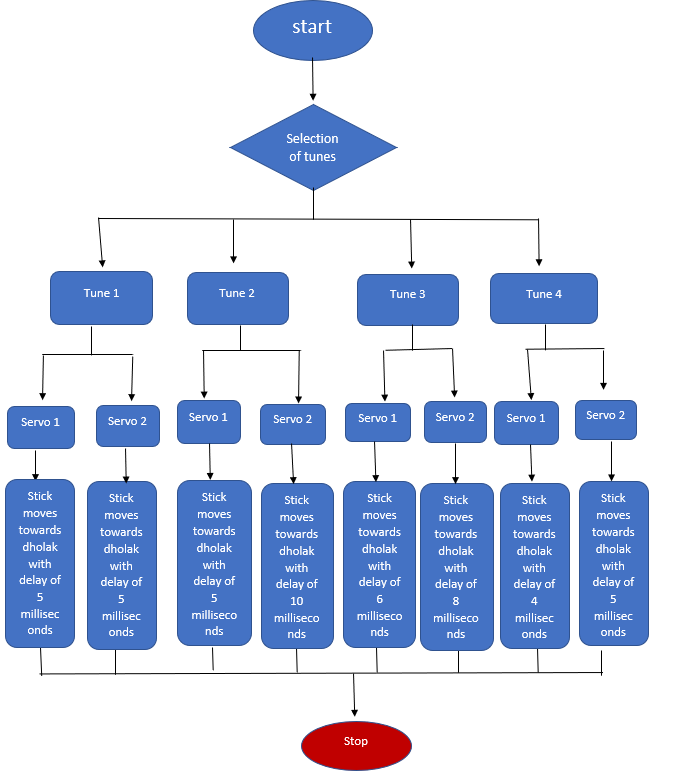 start
Selection
of tunes
Tune 1
Tune 2
Tune 3
Tune 4
Servo 1
Servo 2
Servo 1
Servo 2
Servo 1
Servo 2
Servo 1
Servo 2
Stick
moves
towards
dholak
with
delay of
5
millisec
onds
Stick
moves
towards
dholak
with
delay of
5
millisec
onds
Stick
moves
towards
dholak
with
delay of
5
milliseco
nds
Stick
moves
towards
dholak
with
delay of
10
milliseco
nds
Stick
moves
towards
dholak
with
delay of
6
milliseco
nds
Stick
moves
towards
dholak
with
delay of
8
milliseco
nds
Stick
moves
towards
dholak
with
delay of
4
millisec
onds
Stick
moves
towards
dholak
with
delay of
5
millisec
onds
Stop